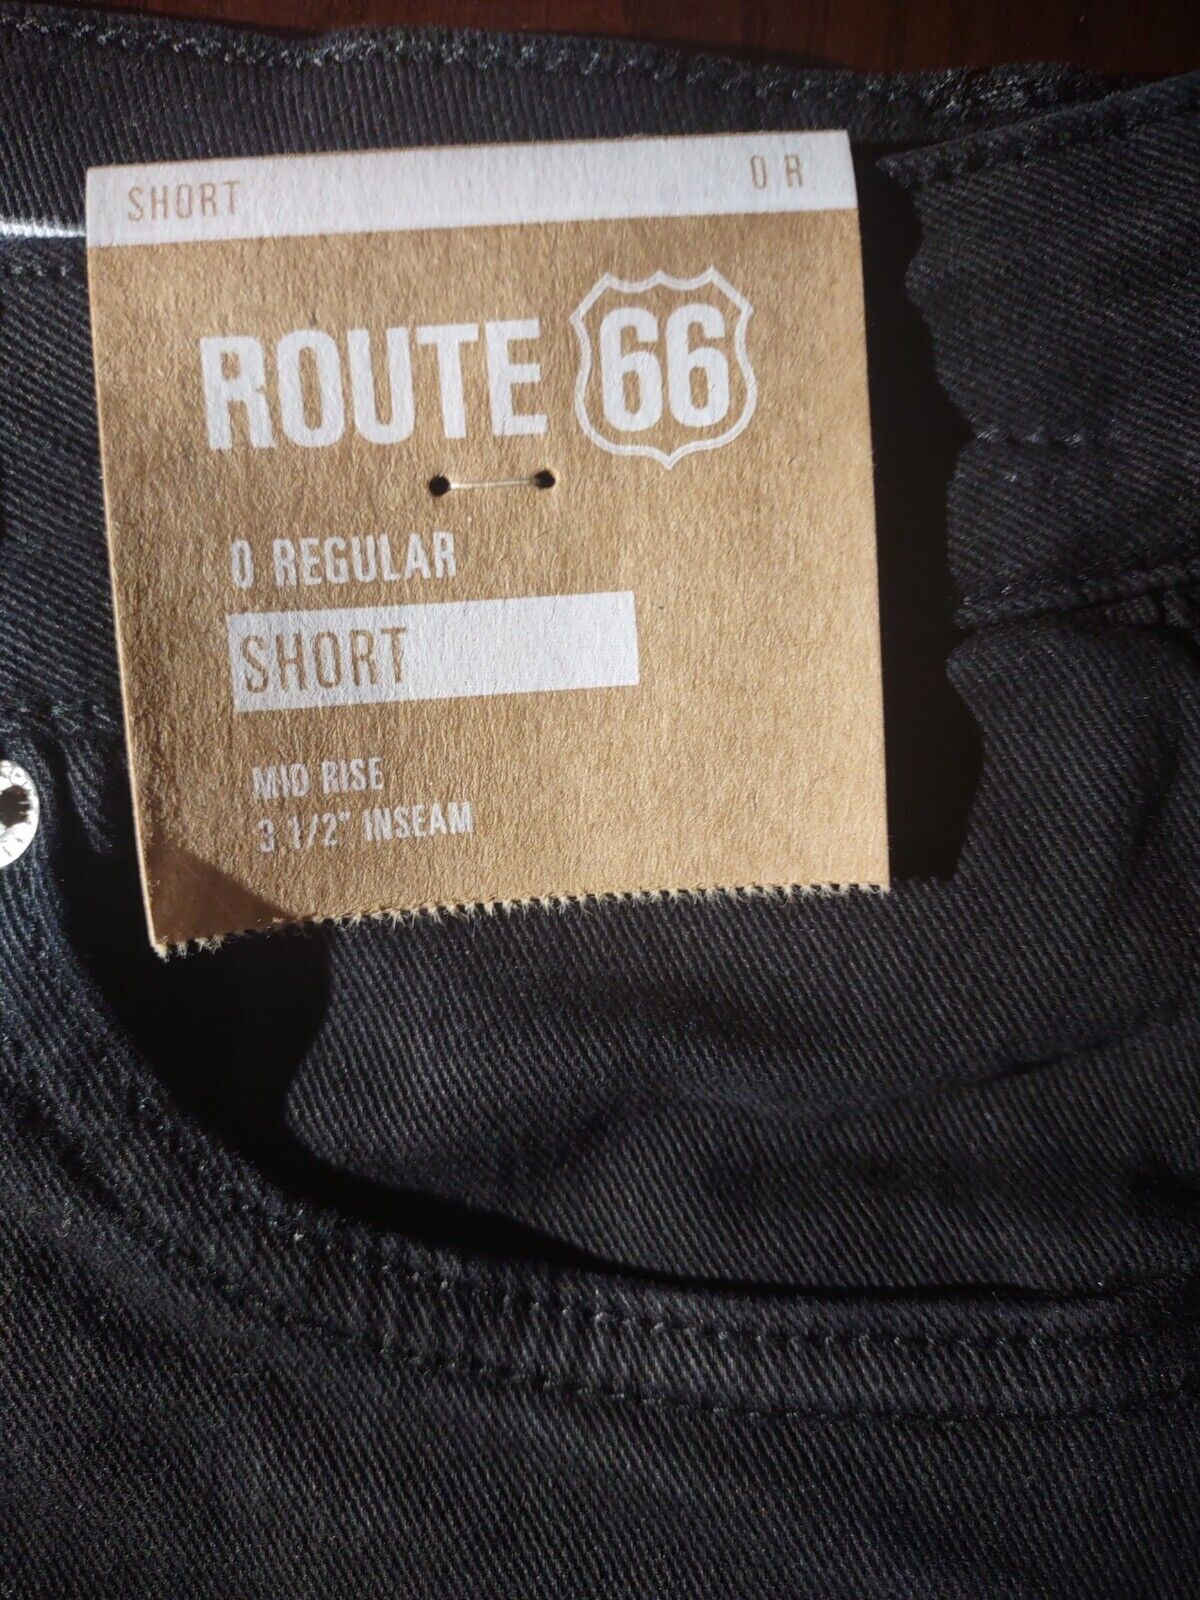 SHORT 0 R
ROUTE 66
0 REGULAR
SHORT
MID RISE
3 1/2" INSEAM